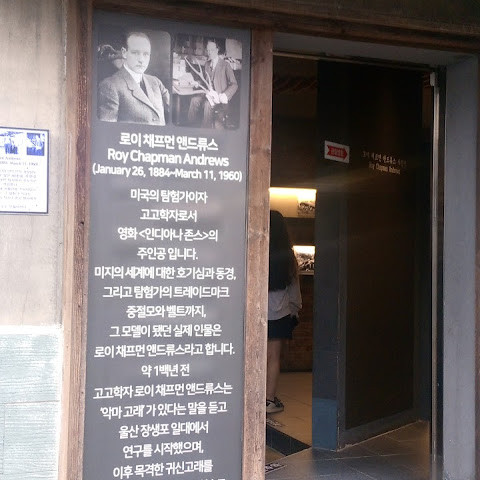 로이 채프먼 앤드류스
Roy Chapman Andrews
(January 26, 1884~March 11, 1960)
미국의 탐험가이자
고고학자로서
영화 <인디아나 존스>의
주인공 입니다.
미지의 세계에 대한 호기심과 동경,
그리고 탐험가의 트레이드마크
중절모와 벨트까지,
그 모델이 됐던 실제 인물은
로이 채프먼 앤드류스라고 합니다.
약 1백년 전
고고학자 로이 채프먼 앤드류스는
'악마 고래'가 있다는 말을 듣고
울산 장생포 일대에서
연구를 시작했으며,
이후 목격한 귀신고래를
Roy Chapman Andrews